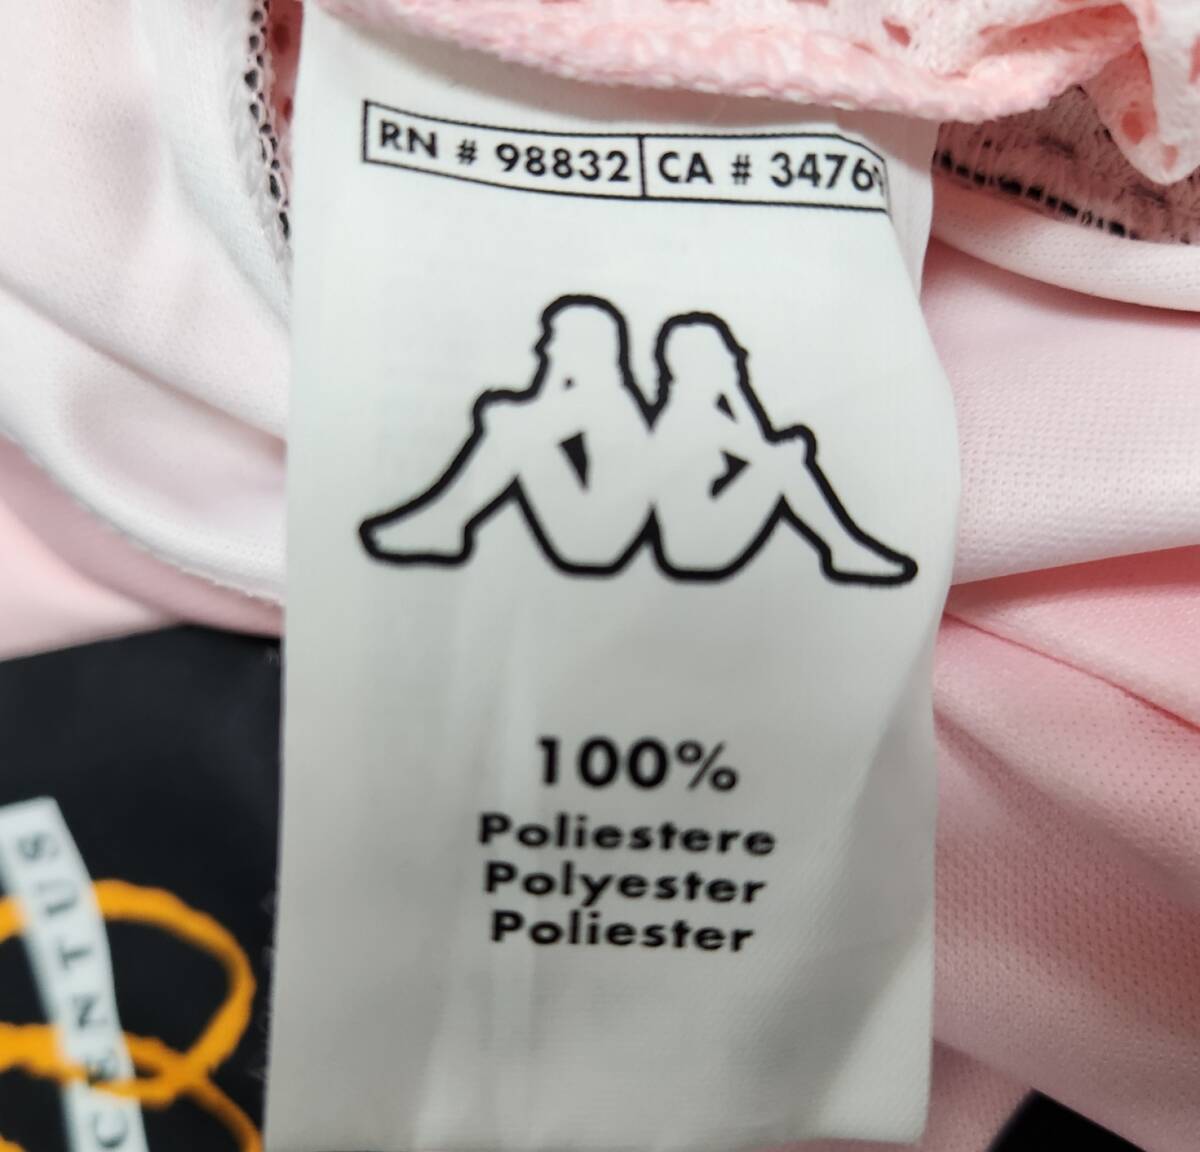 RN # 98832 CA # 3476
100%
Poliestere
Polyester
Poliester
CENTUS